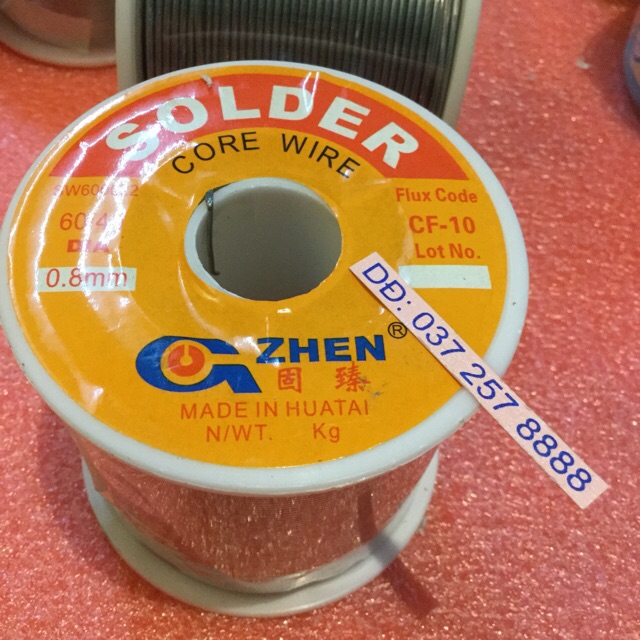 SOLDER
CORE WIRE
Flux Code
60/4
CF-10
DIA
Lot No.
0.8mm
ZHEN®
固臻
MADE IN HUATAI
N/WT. Kg
DĐ: 037 257 8888